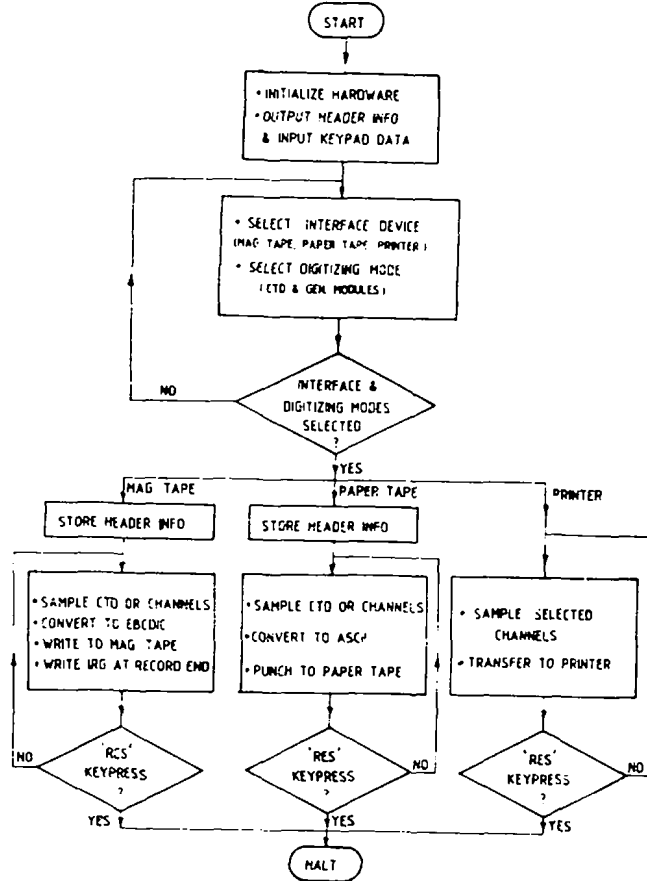 START
• INITIALIZE HARDWARE
• OUTPUT HEADER INFO
& INPUT KEYPAD DATA
• SELECT INTERFACE DEVICE
(MAG TAPE, PAPER TAPE PRINTER)
• SELECT DIGITIZING MODE
(CTD & GEN. MODULES)
NO
INTERFACE &
DIGITIZING MODES
SELECTED
?
YES
MAG TAPE
PAPER TAPE
PRINTER
STORE HEADER INFO
STORE HEADER INFO
• SAMPLE CTD OR CHANNELS
• CONVERT TO EBCDIC
• WRITE TO MAG TAPE
• WRITE IRG AT RECORD END
• SAMPLE CTD OR CHANNELS
• CONVERT TO ASCII
• PUNCH TO PAPER TAPE
• SAMPLE SELECTED
CHANNELS
• TRANSFER TO PRINTER
NO
'RES'
KEYPRESS
?
YES
'RES'
KEYPRESS
?
NO
YES
'RES'
KEYPRESS
?
NO
YES
HALT